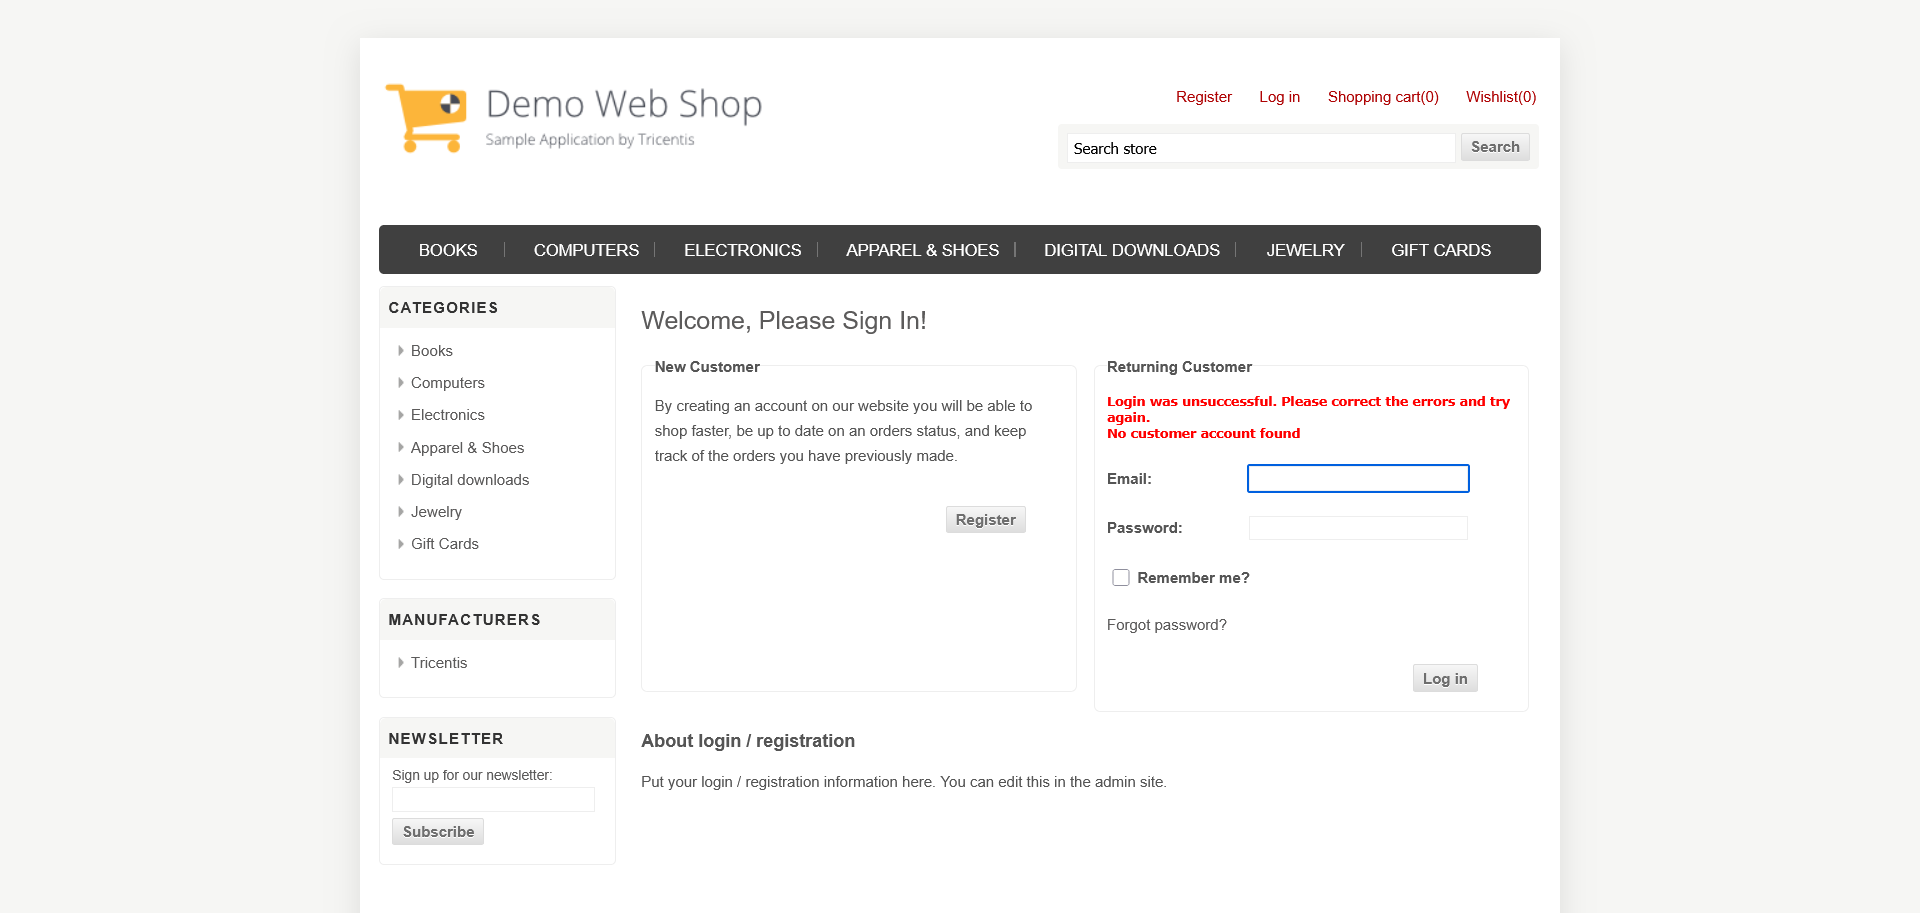 Demo Web Shop
Sample Application by Tricentis
Register Log in Shopping cart(0) Wishlist(0)
Search store Search
BOOKS COMPUTERS ELECTRONICS APPAREL & SHOES DIGITAL DOWNLOADS JEWELRY GIFT CARDS
CATEGORIES
Books
Computers
Electronics
Apparel & Shoes
Digital downloads
Jewelry
Gift Cards
MANUFACTURERS
Tricentis
NEWSLETTER
Sign up for our newsletter:
Subscribe
Welcome, Please Sign In!
New Customer
By creating an account on our website you will be able to
shop faster, be up to date on an orders status, and keep
track of the orders you have previously made.
Register
Returning Customer
Login was unsuccessful. Please correct the errors and try
again.
No customer account found
Email:
Password:
Remember me?
Forgot password?
Log in
About login / registration
Put your login / registration information here. You can edit this in the admin site.